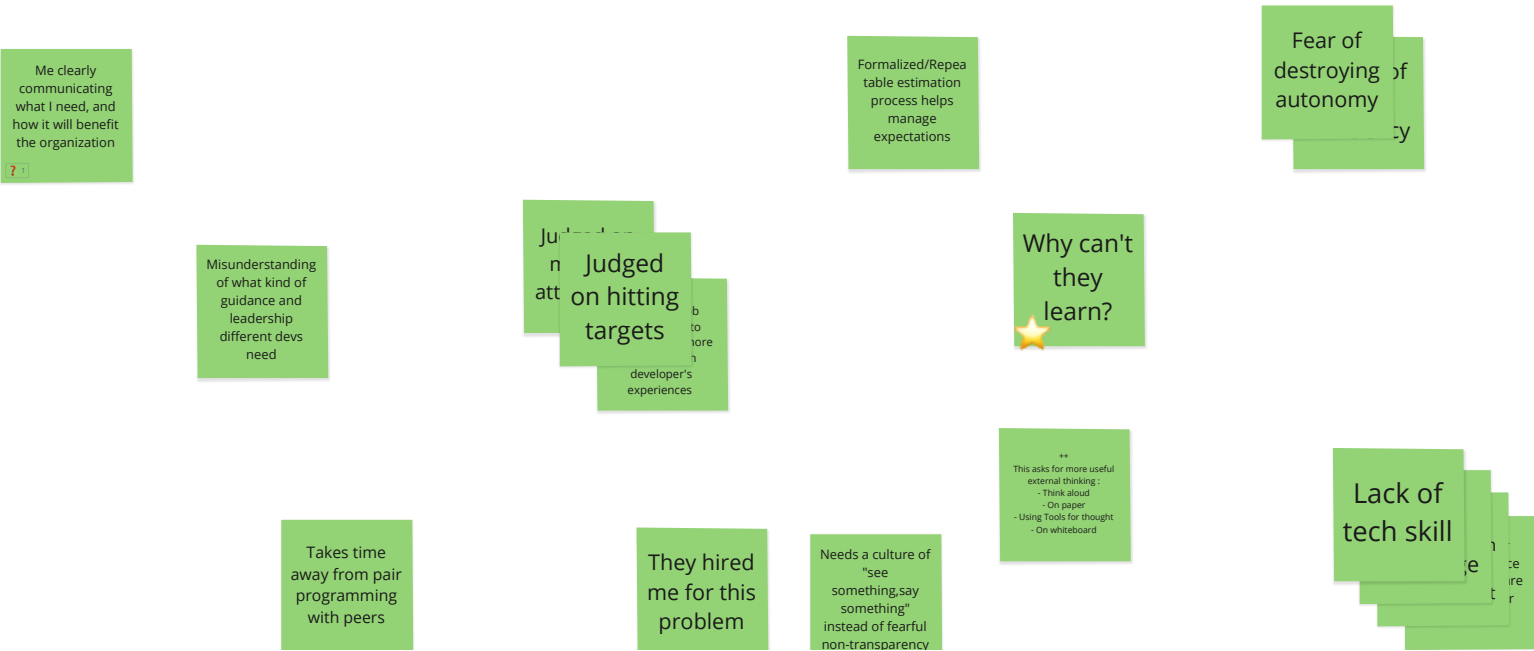 Me clearly
communicating
what I need, and
how it will benefit
the organization
Formalized/Repea
table estimation
process helps
manage
expectations
Fear of
destroying
autonomy
of
Misunderstanding
of what kind of
guidance and
leadership
different devs
need
Judged
on hitting
targets
developer's
experiences
Why can't
they
learn?
++
This asks for more useful
external thinking :
- Think aloud
- On paper
- Using Tools for thought
- On whiteboard
Lack of
tech skill
Takes time
away from pair
programming
with peers
They hired
me for this
problem
Needs a culture of
"see
something,say
something"
instead of fearful
non-transparency